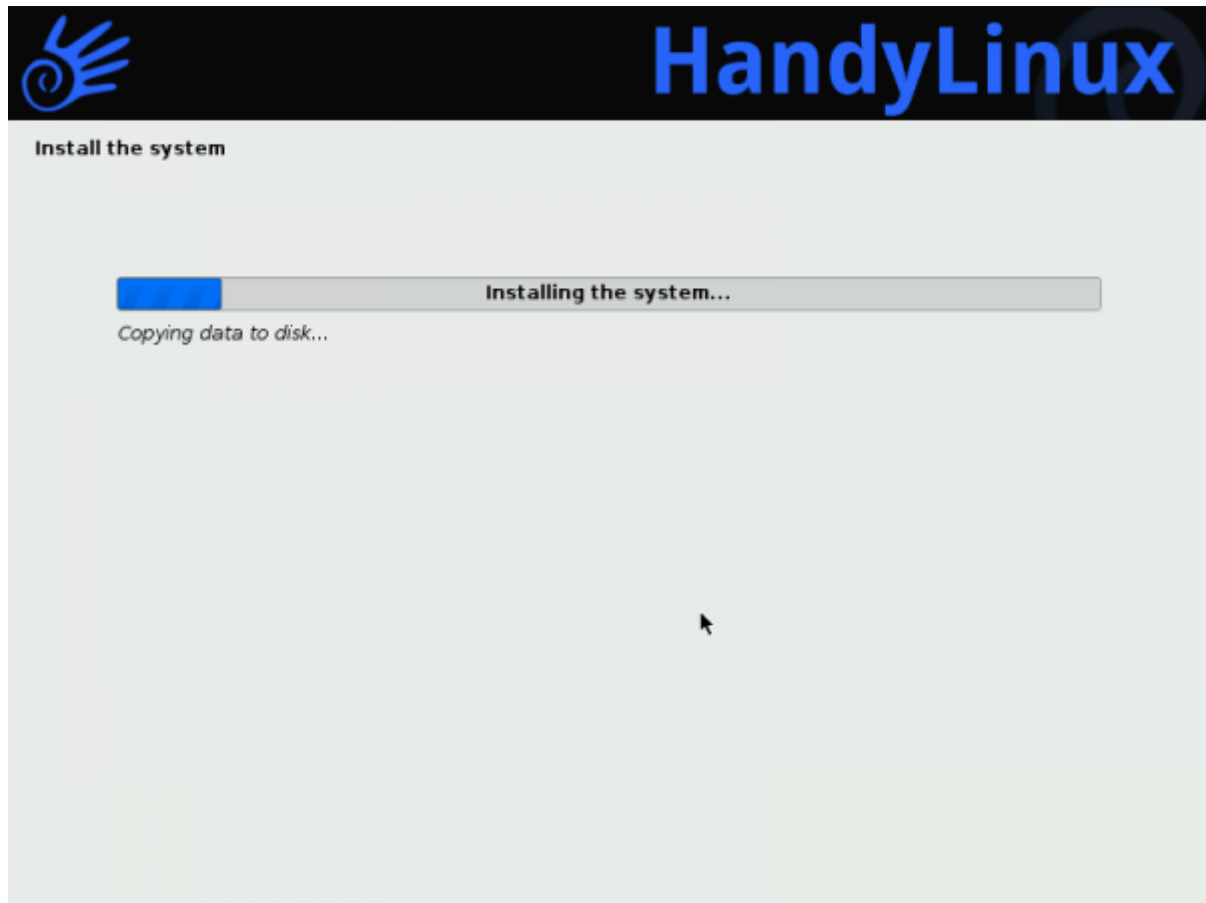 HandyLinux
Install the system
Installing the system...
Copying data to disk...